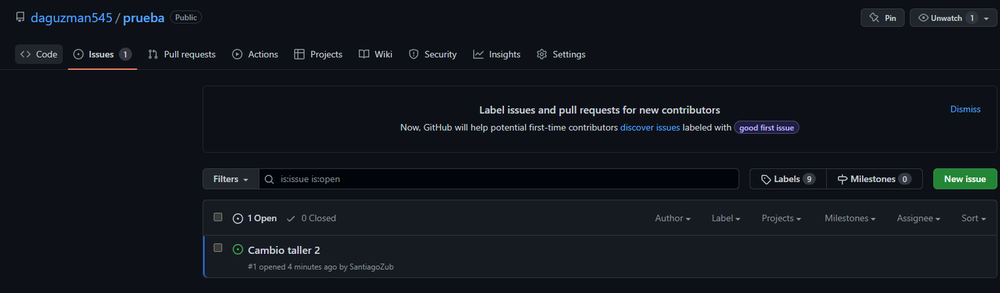 daguzman545 / prueba Public Pin Unwatch 1
Code Issues 1 Pull requests Actions Projects Wiki Security Insights Settings
Label issues and pull requests for new contributors Dismiss
Now, GitHub will help potential first-time contributors discover issues labeled with good first issue
Filters is:issue is:open Labels 9 Milestones 0 New issue
1 Open 0 Closed Author Label Projects Milestones Assignee Sort
Cambio taller 2
#1 opened 4 minutes ago by SantiagoZub